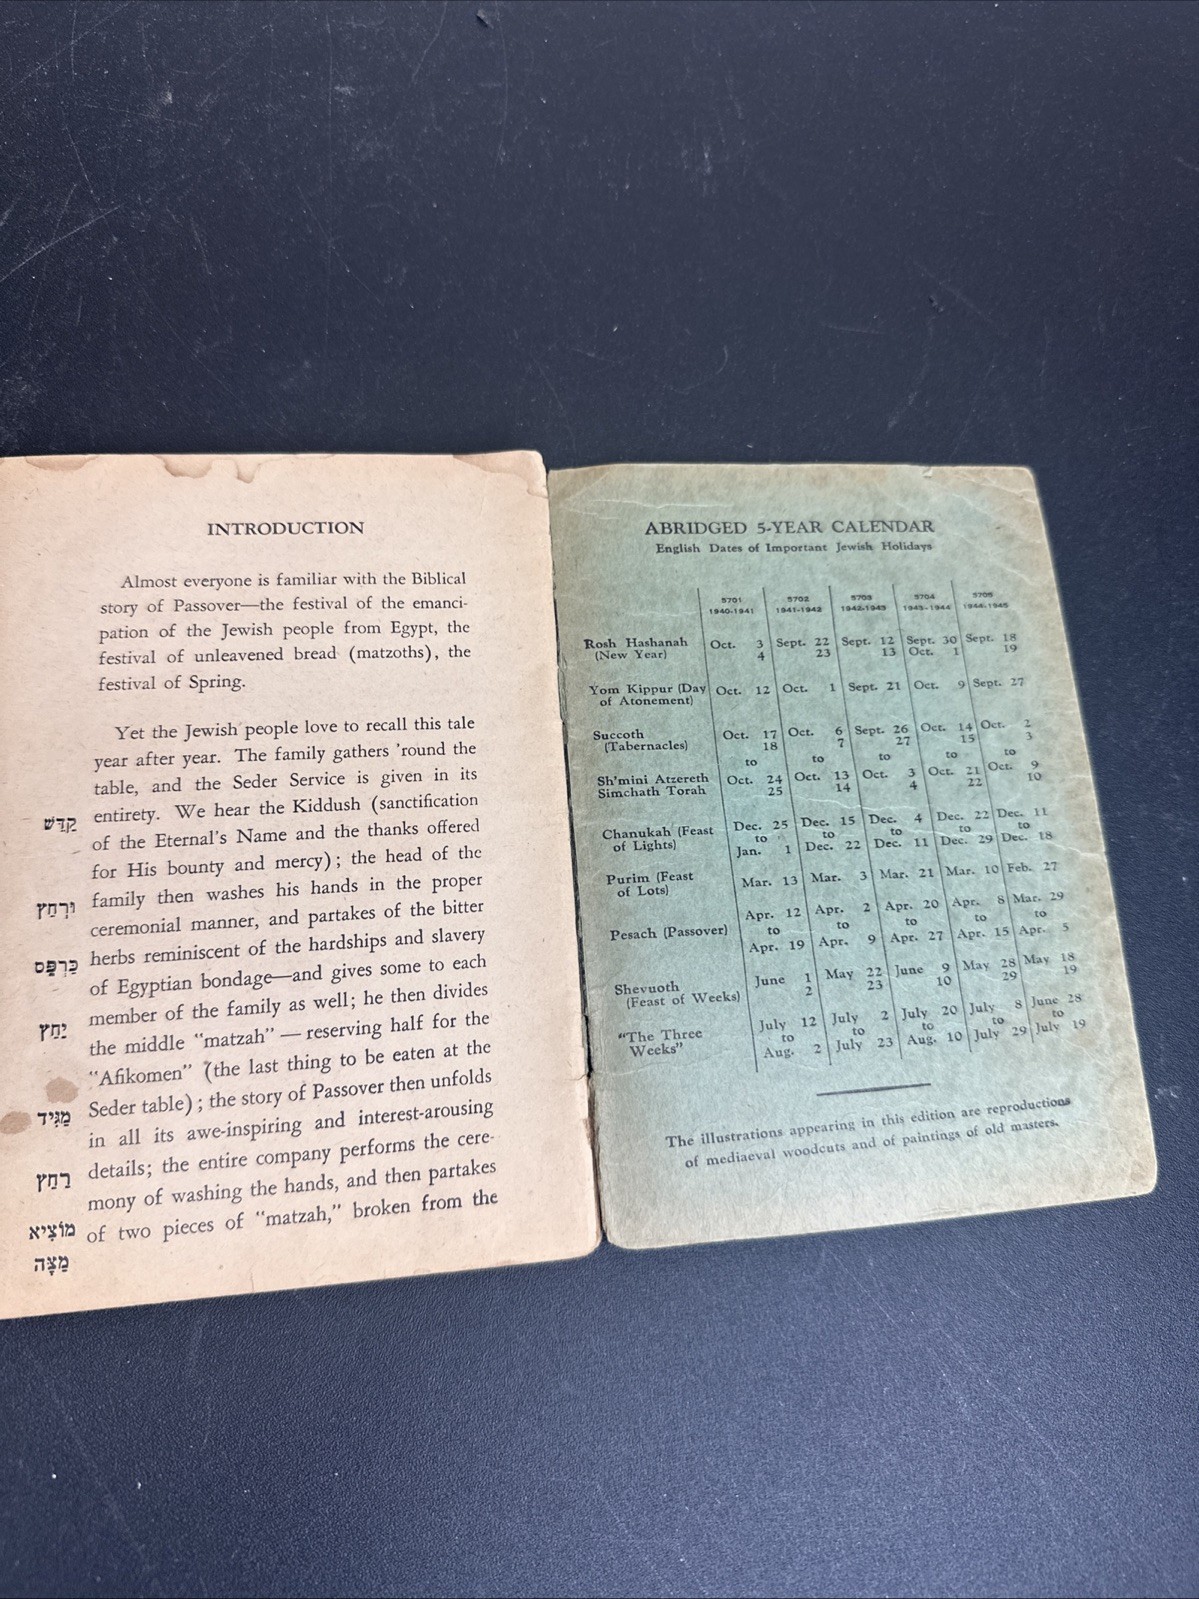 INTRODUCTION
Almost everyone is familiar with the Biblical
story of Passover—the festival of the emanci-
pation of the Jewish people from Egypt, the
festival of unleavened bread (matzoths), the
festival of Spring.
Yet the Jewish people love to recall this tale
year after year. The family gathers 'round the
table, and the Seder Service is given in its
קַדֵּשׁ entirety. We hear the Kiddush (sanctification
of the Eternal's Name and the thanks offered
for His bounty and mercy); the head of the
וּרְחַץ family then washes his hands in the proper
ceremonial manner, and partakes of the bitter
כַּרְפַּס herbs reminiscent of the hardships and slavery
of Egyptian bondage—and gives some to each
יַחַץ member of the family as well; he then divides
the middle "matzah" — reserving half for the
"Afikomen" (the last thing to be eaten at the
מַגִּיד Seder table); the story of Passover then unfolds
in all its awe-inspiring and interest-arousing
רַחַץ details; the entire company performs the cere-
mony of washing the hands, and then partakes
מוֹצִיא of two pieces of "matzah," broken from the
מַצָּה
ABRIDGED 5-YEAR CALENDAR
English Dates of Important Jewish Holidays
5701 5702 5703 5704 5705
1940-1941 1941-1942 1942-1943 1943-1944 1944-1945
Rosh Hashanah Oct. 3 Sept. 22 Sept. 12 Sept. 30 Sept. 18
(New Year) 4 23 13 Oct. 1 19
Yom Kippur (Day Oct. 12 Oct. 1 Sept. 21 Oct. 9 Sept. 27
of Atonement)
Succoth Oct. 17 Oct. 6 Sept. 26 Oct. 14 Oct. 2
(Tabernacles) 18 7 27 15 3
to to to to to
Sh'mini Atzereth Oct. 24 Oct. 13 Oct. 3 Oct. 21 Oct. 9
Simchath Torah 25 14 4 22 10
Chanukah (Feast Dec. 25 Dec. 15 Dec. 4 Dec. 22 Dec. 11
of Lights) to to to to to
Jan. 1 Dec. 22 Dec. 11 Dec. 29 Dec. 18
Purim (Feast Mar. 13 Mar. 3 Mar. 21 Mar. 10 Feb. 27
of Lots)
Apr. 12 Apr. 2 Apr. 20 Apr. 8 Mar. 29
Pesach (Passover) to to to to to
Apr. 19 Apr. 9 Apr. 27 Apr. 15 Apr. 5
Shevuoth June 1 May 22 June 9 May 28 May 18
(Feast of Weeks) 2 23 10 29 19
"The Three July 12 July 2 July 20 July 8 June 28
Weeks" to to to to to
Aug. 2 July 23 Aug. 10 July 29 July 19
The illustrations appearing in this edition are reproductions
of mediaeval woodcuts and of paintings of old masters.